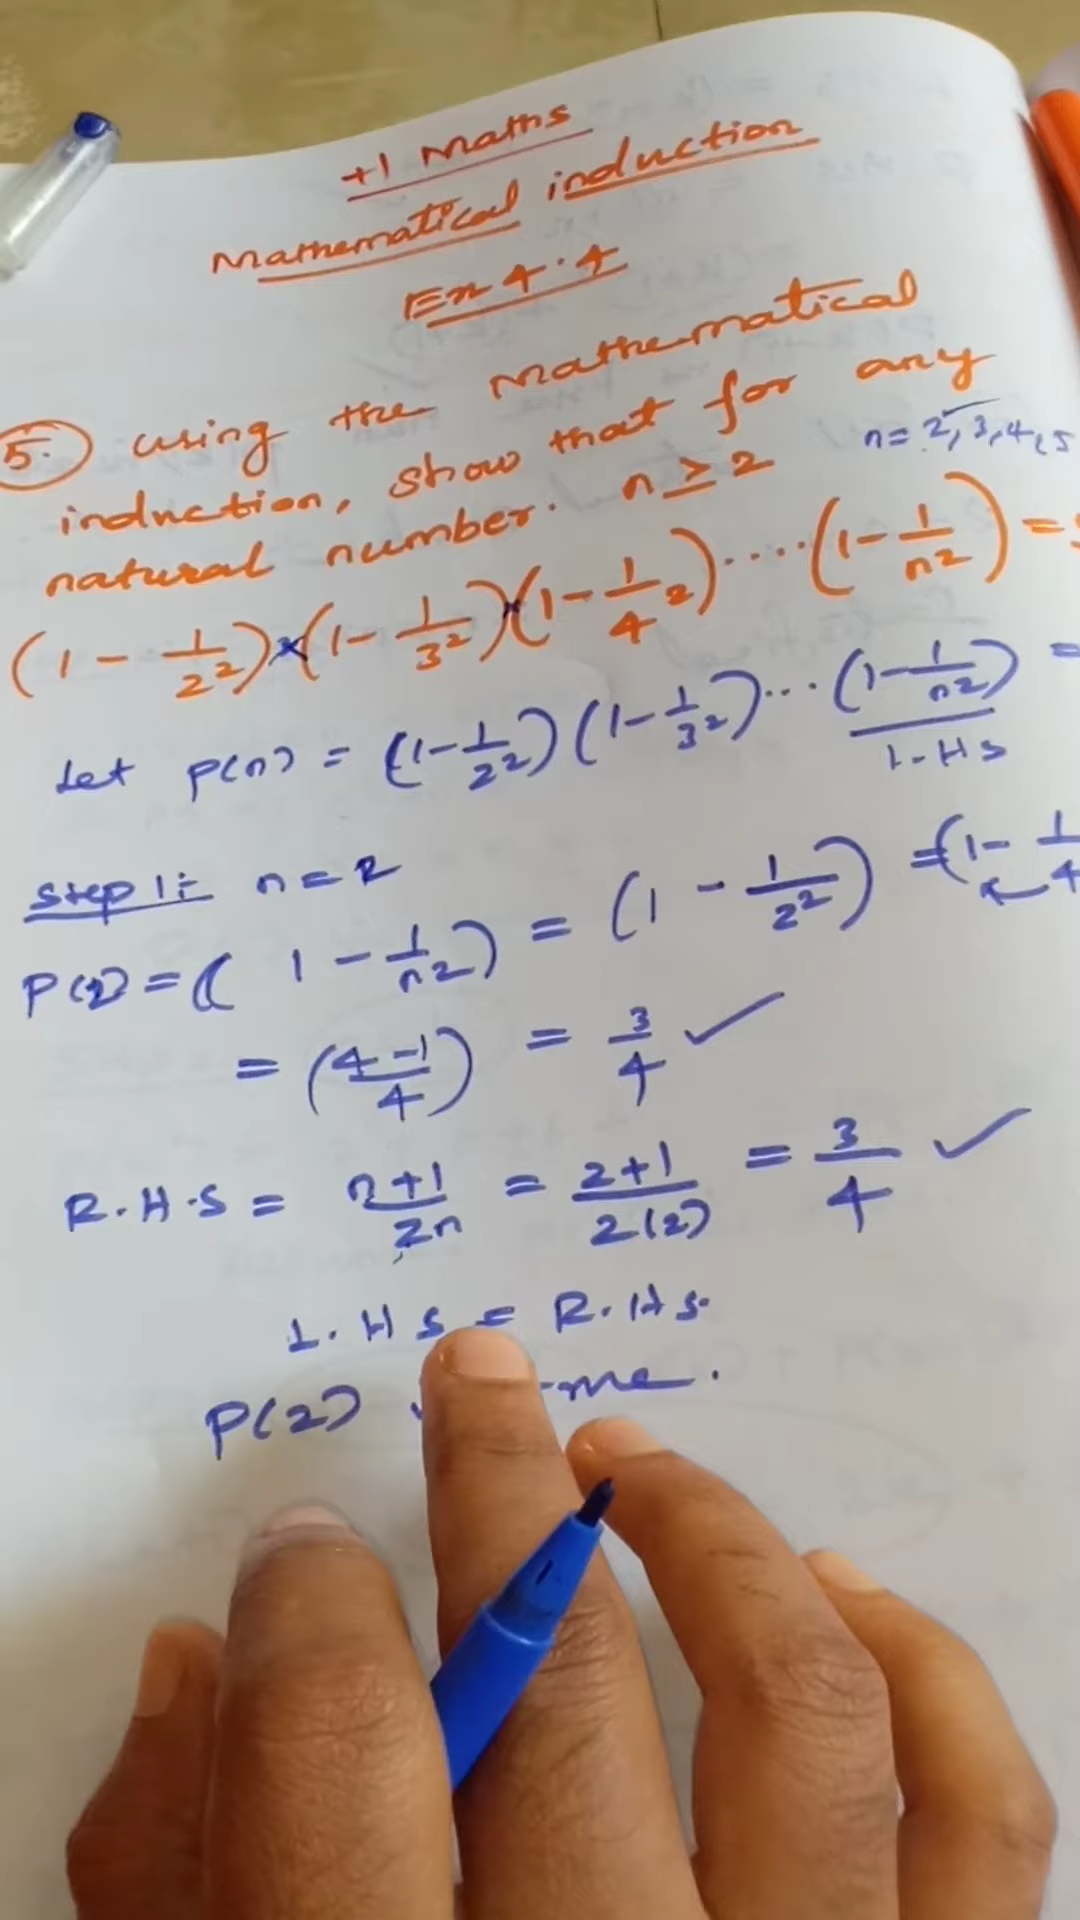 +1 Maths
Mathematical induction
Ex 4.4
5. using the mathematical
induction, show that for any
natural number. n ≥ 2 n = 2, 3, 4, 5
(1 - 1/2²) × (1 - 1/3²) × (1 - 1/4²) .... (1 - 1/n²) =
Let P(n) = (1 - 1/2²) (1 - 1/3²) ... (1 - 1/n²) =
L.H.S
Step 1:- n = 2
P(2) = (1 - 1/n²) = (1 - 1/2²) = (1 - 1/4
= (4-1/4) = 3/4 ✓
R.H.S = n+1/2n = 2+1/2(2) = 3/4 ✓
L.H S = R.H S.
P(2)